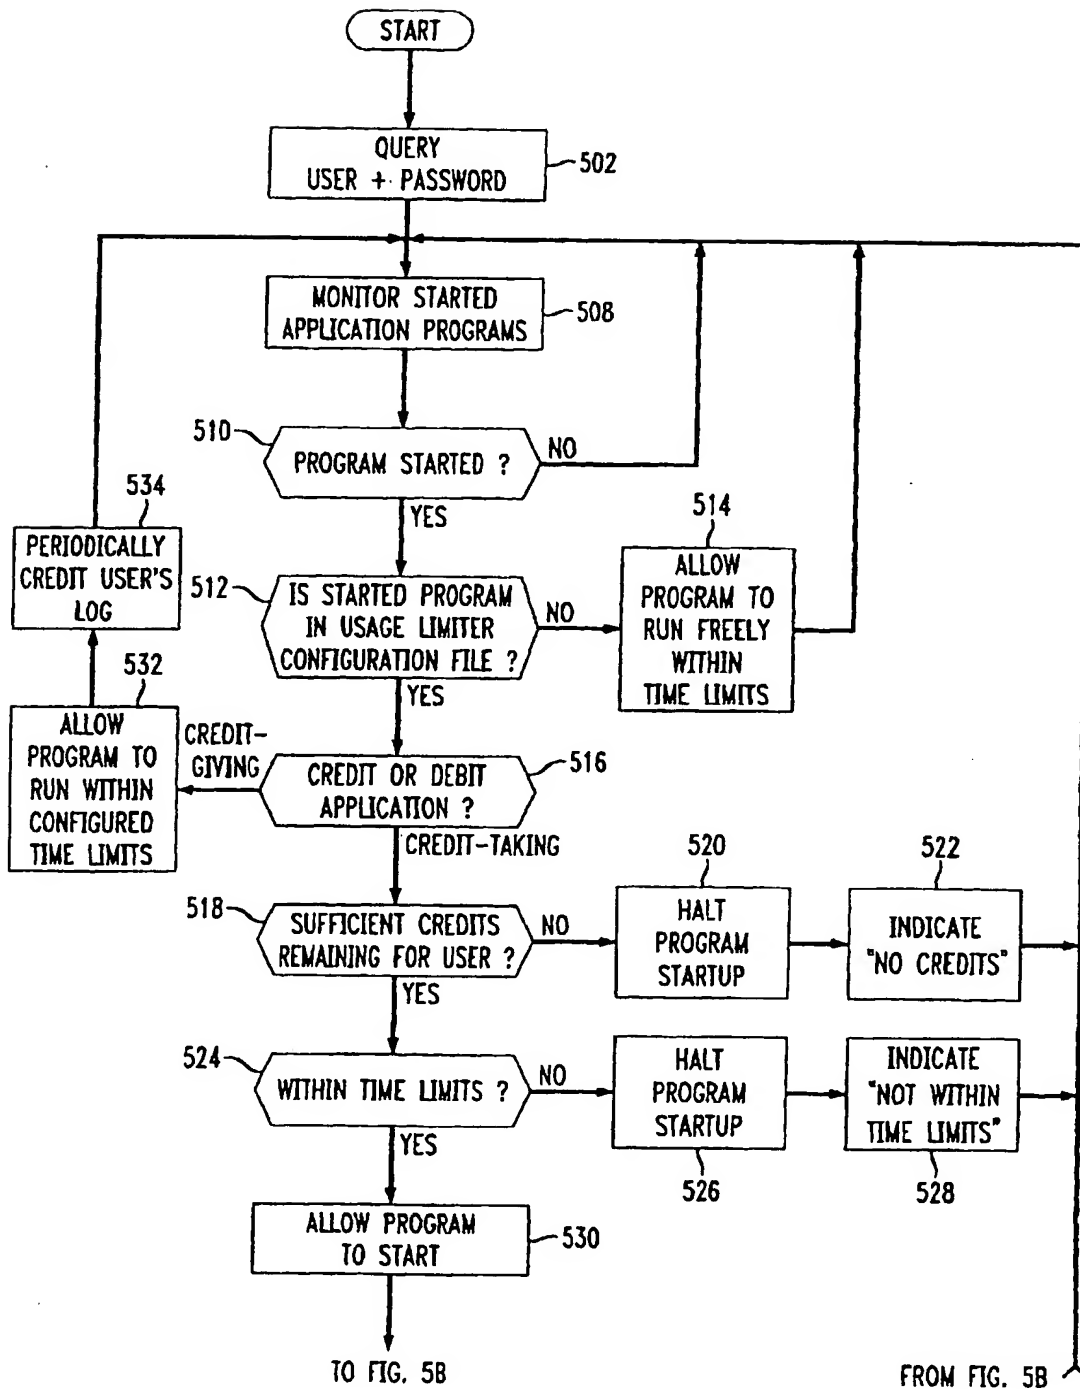 START
QUERY
USER + PASSWORD
502
MONITOR STARTED
APPLICATION PROGRAMS
508
510
PROGRAM STARTED ?
NO
YES
534
PERIODICALLY
CREDIT USER'S
LOG
512
IS STARTED PROGRAM
IN USAGE LIMITER
CONFIGURATION FILE ?
NO
514
ALLOW
PROGRAM TO
RUN FREELY
WITHIN
TIME LIMITS
YES
532
ALLOW
PROGRAM TO
RUN WITHIN
CONFIGURED
TIME LIMITS
CREDIT-
GIVING
CREDIT OR DEBIT
APPLICATION ?
516
CREDIT-TAKING
518
SUFFICIENT CREDITS
REMAINING FOR USER ?
NO
520
HALT
PROGRAM
STARTUP
522
INDICATE
"NO CREDITS"
YES
524
WITHIN TIME LIMITS ?
NO
HALT
PROGRAM
STARTUP
526
INDICATE
"NOT WITHIN
TIME LIMITS"
528
YES
ALLOW PROGRAM
TO START
530
TO FIG. 5B
FROM FIG. 5B